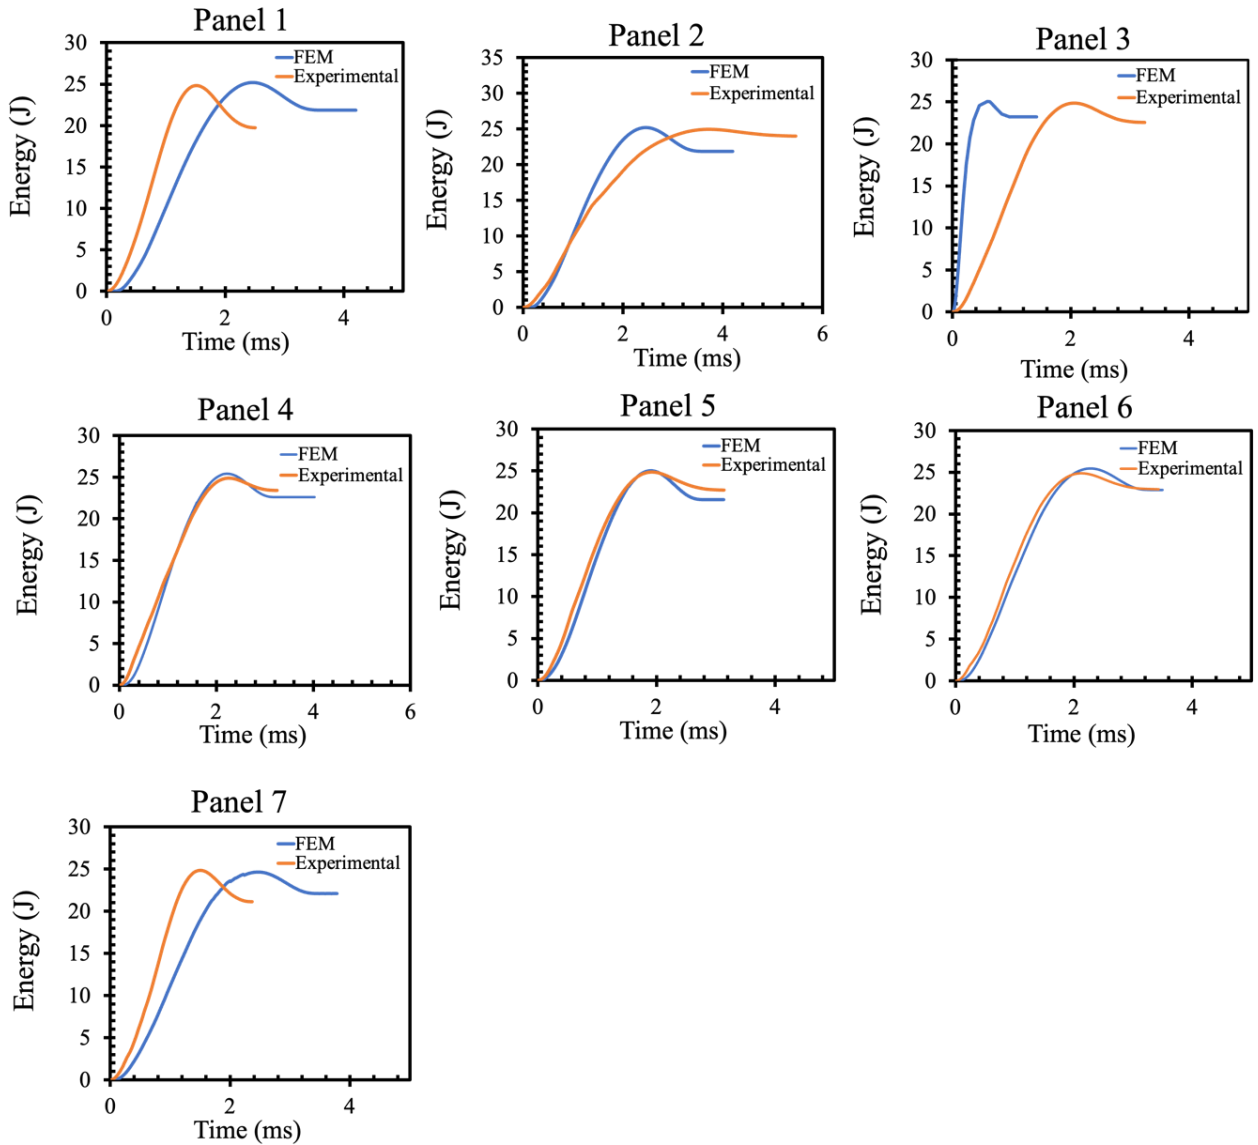 Panel 1
30
25
20
15
10
5
0
Energy (J)
FEM
Experimental
0 2 4
Time (ms)
Panel 2
35
30
25
20
15
10
5
0
Energy (J)
FEM
Experimental
0 2 4 6
Time (ms)
Panel 3
30
25
20
15
10
5
0
Energy (J)
FEM
Experimental
0 2 4
Time (ms)
Panel 4
30
25
20
15
10
5
0
Energy (J)
FEM
Experimental
0 2 4 6
Time (ms)
Panel 5
30
25
20
15
10
5
0
Energy (J)
FEM
Experimental
0 2 4
Time (ms)
Panel 6
30
25
20
15
10
5
0
Energy (J)
FEM
Experimental
0 2 4
Time (ms)
Panel 7
30
25
20
15
10
5
0
Energy (J)
FEM
Experimental
0 2 4
Time (ms)